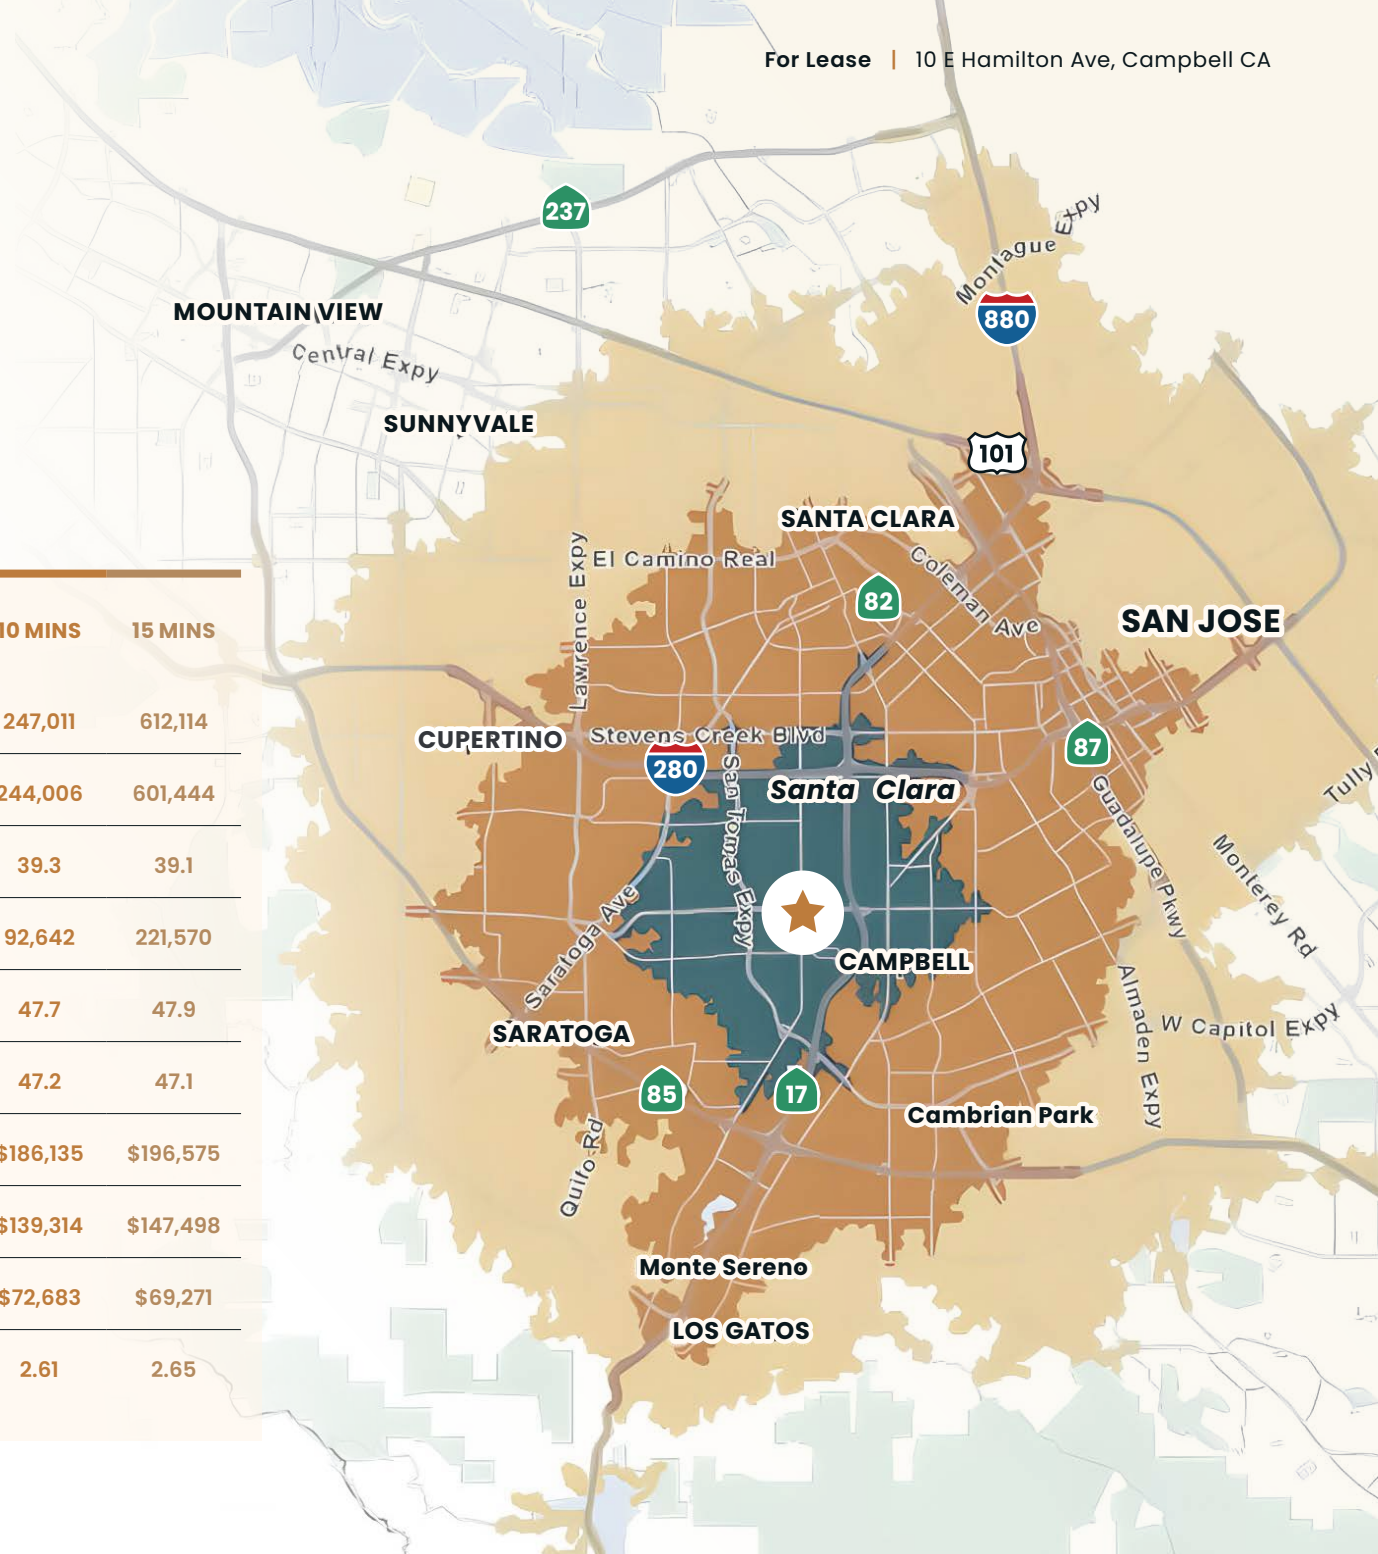 For Lease | 10 E Hamilton Ave, Campbell CA
237
Montague Expy
880
MOUNTAIN VIEW
Central Expy
SUNNYVALE
101
SANTA CLARA
El Camino Real
Lawrence Expy
Coleman Ave
82
SAN JOSE
CUPERTINO
Stevens Creek Blvd
280
87
Santa Clara
San Tomas Expy
Guadalupe Pkwy
Tully
Monterey Rd
Saratoga Ave
CAMPBELL
SARATOGA
Almaden Expy
W Capitol Expy
85
17
Cambrian Park
Quito Rd
Monte Sereno
LOS GATOS
10 MINS 15 MINS
247,011 612,114
244,006 601,444
39.3 39.1
92,642 221,570
47.7 47.9
47.2 47.1
$186,135 $196,575
$139,314 $147,498
$72,683 $69,271
2.61 2.65